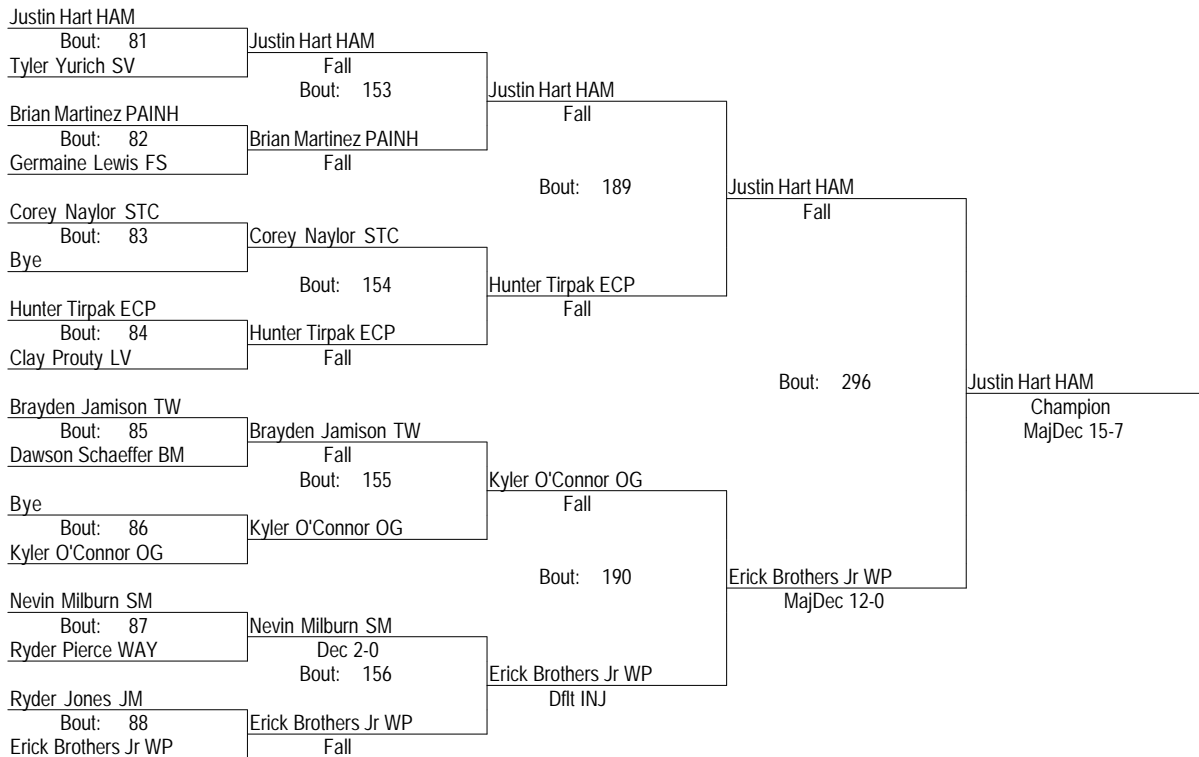 Justin Hart HAM
Bout: 81
Justin Hart HAM
Tyler Yurich SV
Fall
Bout: 153
Justin Hart HAM
Brian Martinez PAINH
Fall
Bout: 82
Brian Martinez PAINH
Germaine Lewis FS
Fall
Bout: 189
Justin Hart HAM
Corey Naylor STC
Fall
Bout: 83
Corey Naylor STC
Bye
Bout: 154
Hunter Tirpak ECP
Hunter Tirpak ECP
Fall
Bout: 84
Hunter Tirpak ECP
Clay Prouty LV
Fall
Bout: 296
Justin Hart HAM
Brayden Jamison TW
Champion
Bout: 85
Brayden Jamison TW
MajDec 15-7
Dawson Schaeffer BM
Fall
Bout: 155
Kyler O'Connor OG
Bye
Fall
Bout: 86
Kyler O'Connor OG
Kyler O'Connor OG
Bout: 190
Erick Brothers Jr WP
Nevin Milburn SM
MajDec 12-0
Bout: 87
Nevin Milburn SM
Ryder Pierce WAY
Dec 2-0
Bout: 156
Erick Brothers Jr WP
Ryder Jones JM
Dflt INJ
Bout: 88
Erick Brothers Jr WP
Erick Brothers Jr WP
Fall